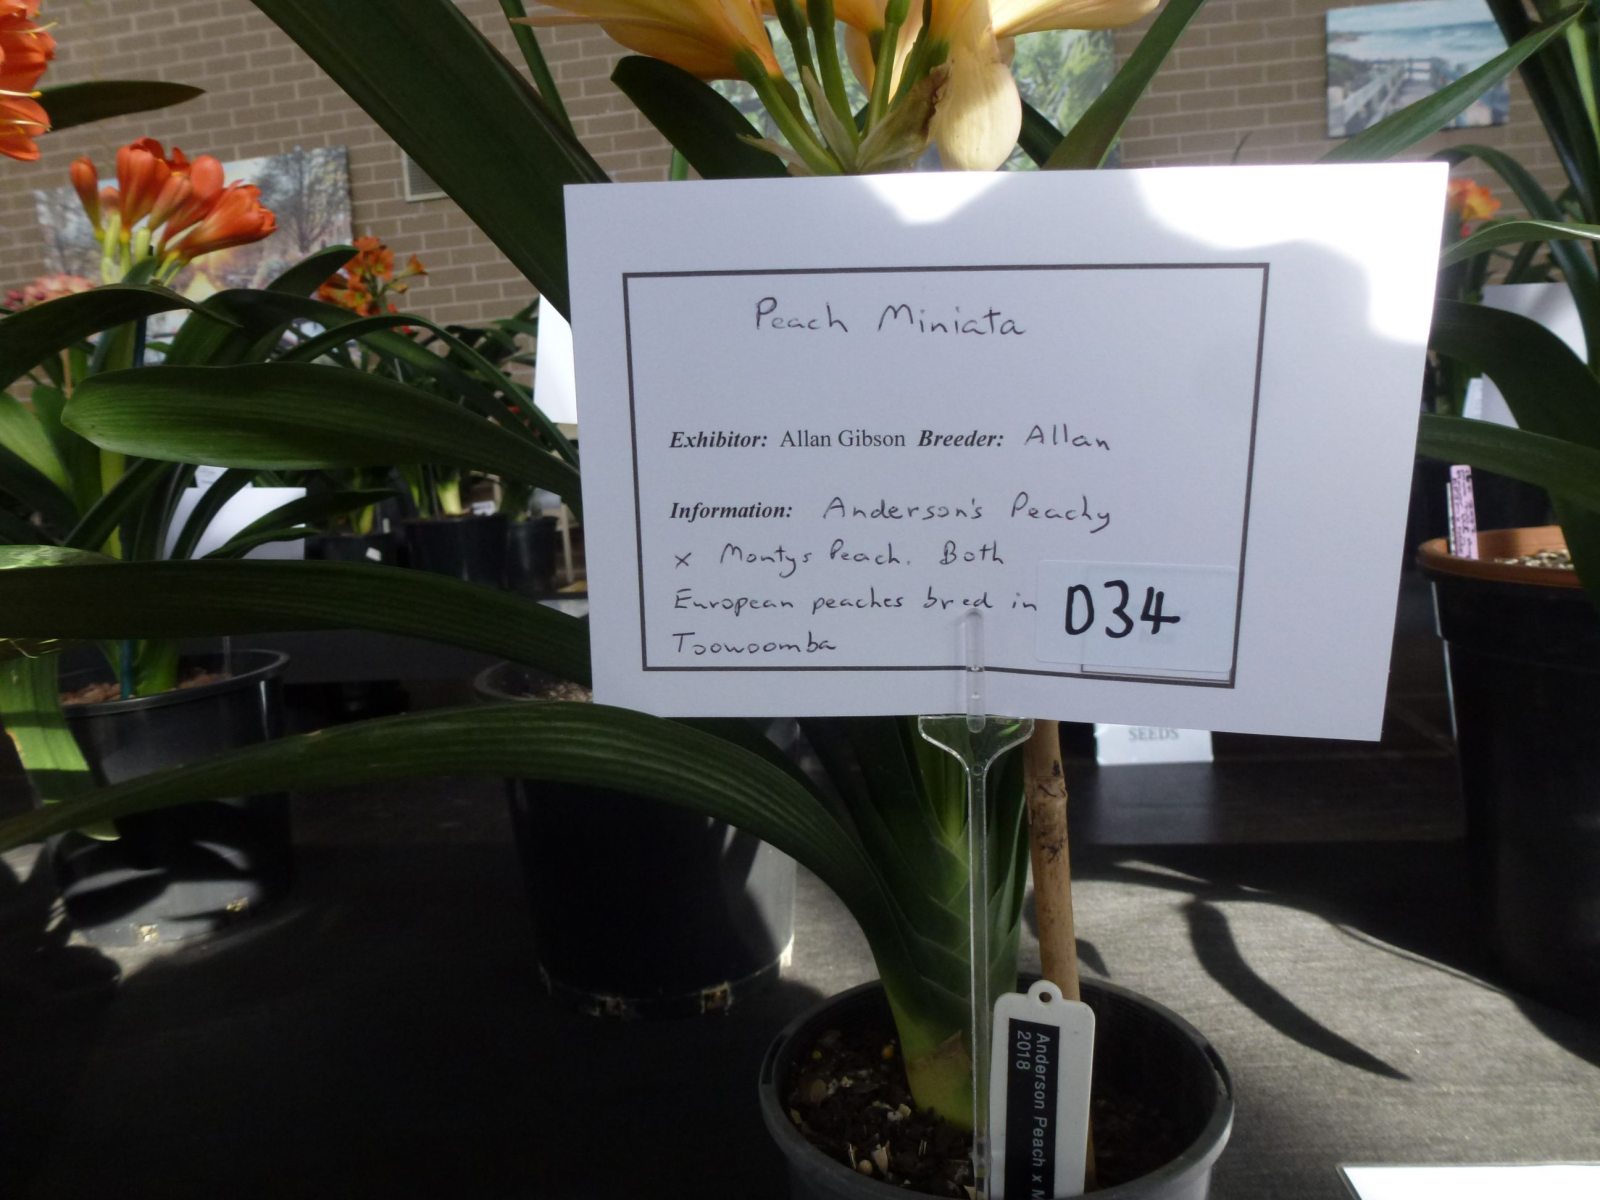 Peach Miniata
Exhibitor: Allan Gibson Breeder: Allan
Information: Anderson's Peachy
x Montys Peach. Both
European peaches bred in
Toowoomba
D34
SEEDS
Anderson Peach x M
2018